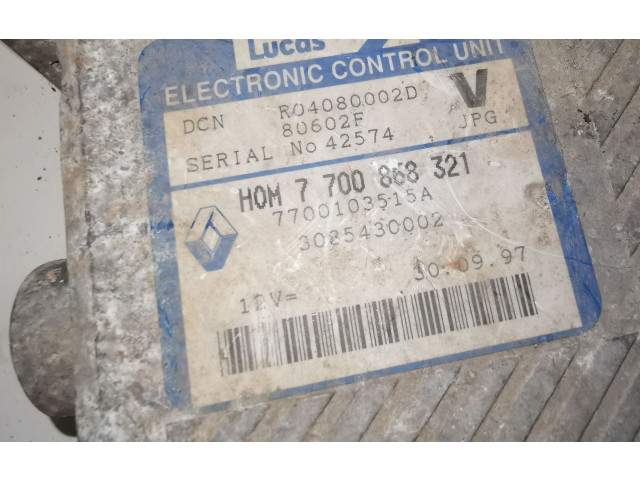 Lucas
ELECTRONIC CONTROL UNIT
DCN R04080002D V
80602F JPG
SERIAL No 42574
HOM 7 700 868 321
7700103515A
3025430002
12V= 30.09.97